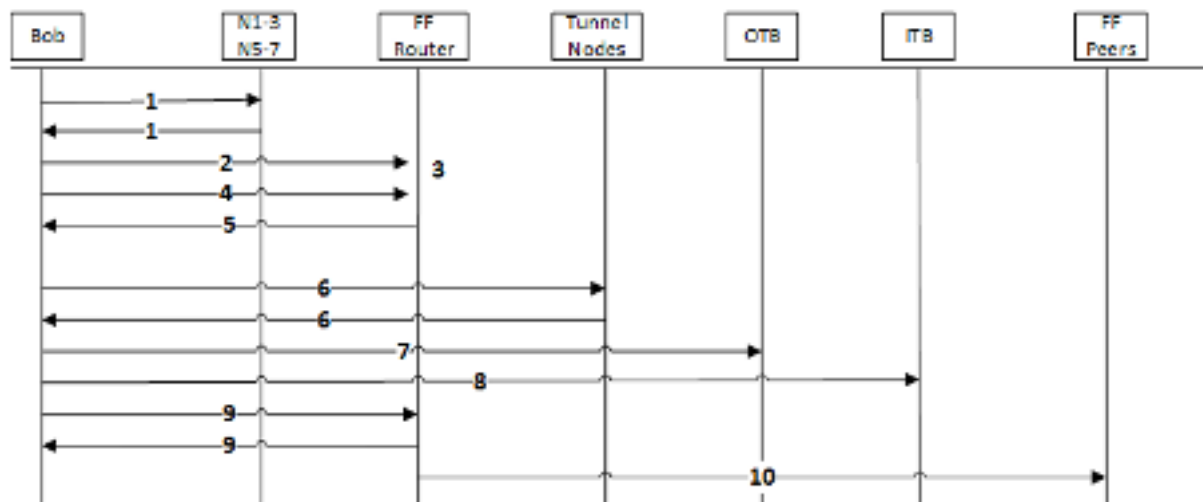 Bob
N1-3
N5-7
FF
Router
Tunnel
Nodes
OTB
ITB
FF
Peers
1
1
2
3
4
5
6
6
7
8
9
9
10